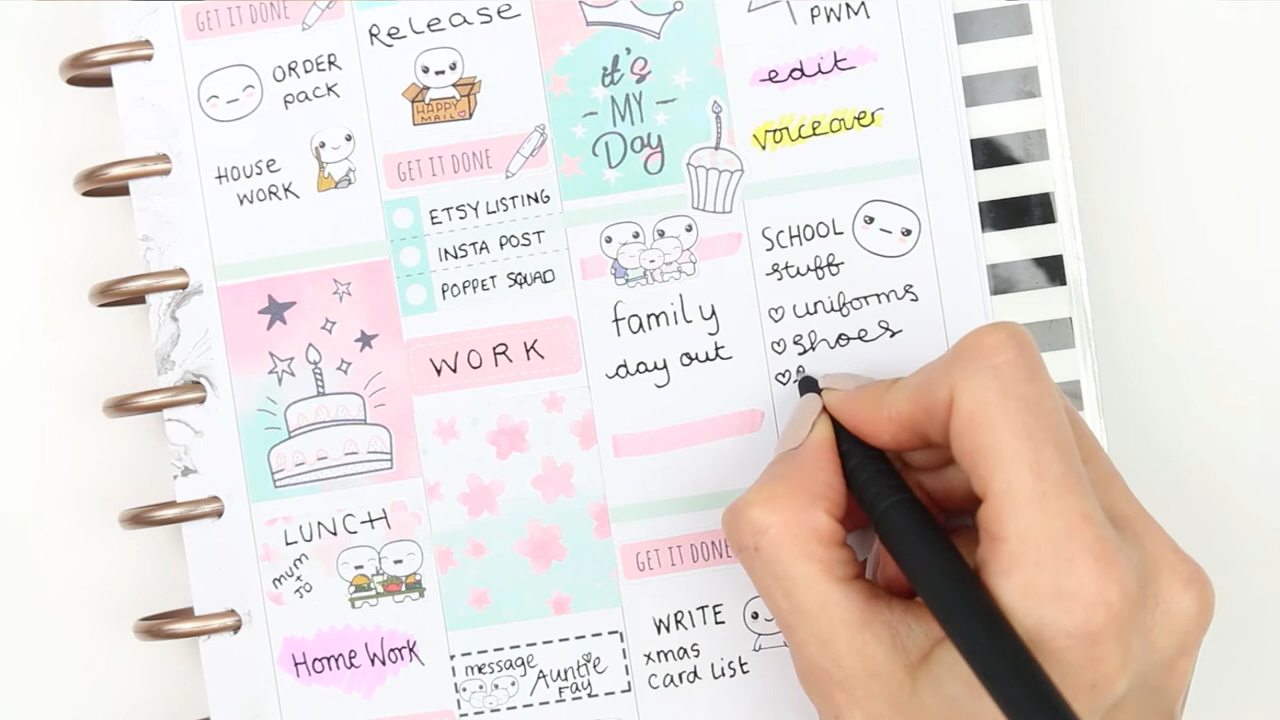 GET IT DONE
ORDER
pack
HOUSE
WORK
LUNCH
mum
+
JO
Home Work
Release
HAPPY
MAIL
GET IT DONE
ETSY LISTING
INSTA POST
POPPET SQUAD
WORK
message
Auntie
Fay
it's
- MY -
Day
family
day out
GET IT DONE
WRITE
xmas
card list
PWM
edit
voiceover
SCHOOL
stuff
uniforms
shoes